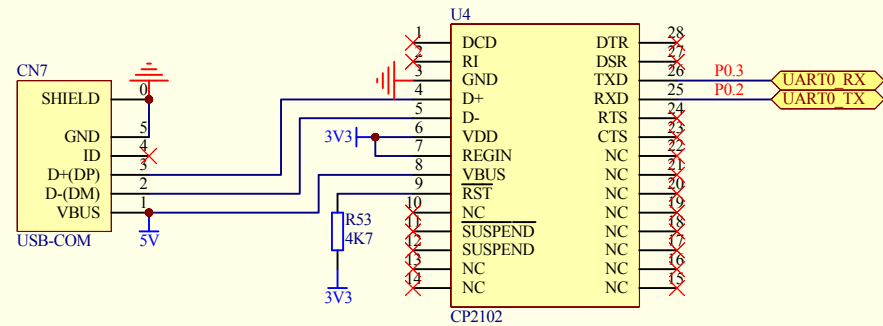 U4
CN7
USB-COM
SHIELD 0
GND 5
ID 4
D+(DP) 3
D-(DM) 2
VBUS 1
5V
3V3
R53
4K7
3V3
1 DCD
2 RI
3 GND
4 D+
5 D-
6 VDD
7 REGIN
8 VBUS
9 RST
10 NC
11 SUSPEND
12 SUSPEND
13 NC
14 NC
DTR 28
DSR 27
TXD 26 P0.3 UART0_RX
RXD 25 P0.2 UART0_TX
RTS 24
CTS 23
NC 22
NC 21
NC 20
NC 19
NC 18
NC 17
NC 16
NC 15
CP2102